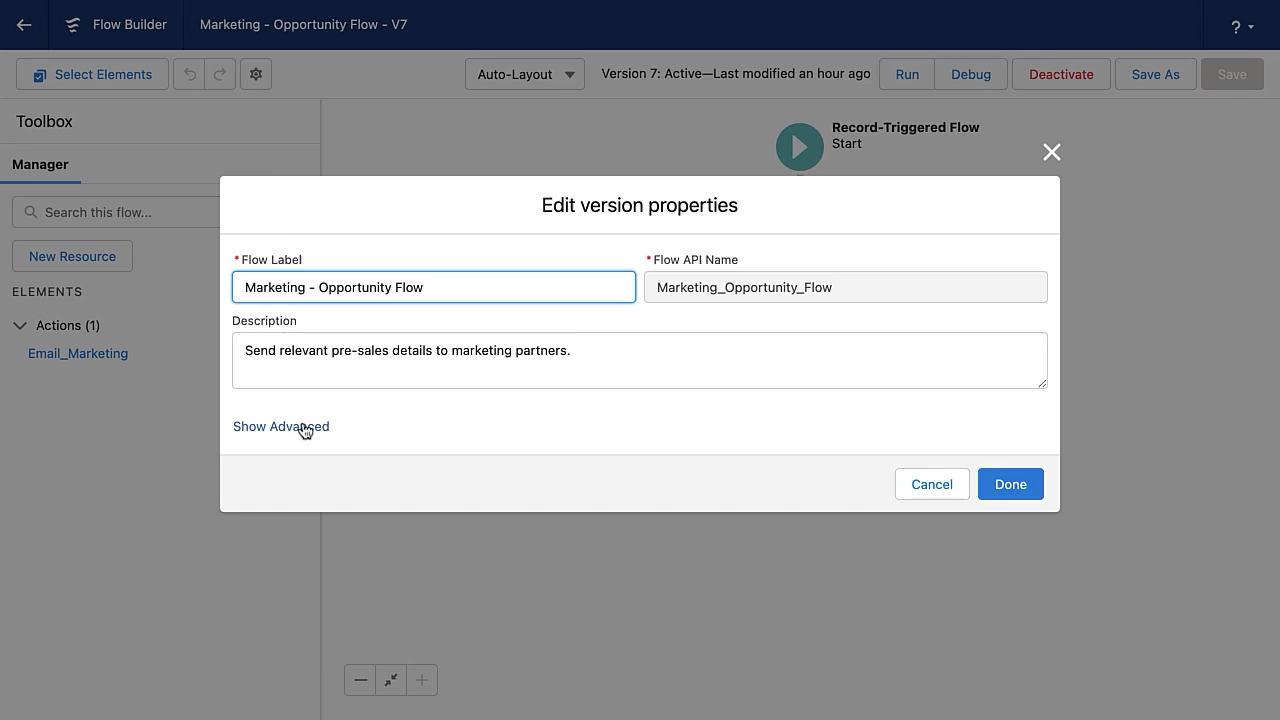 Flow Builder
Marketing - Opportunity Flow - V7
?
Select Elements
Auto-Layout
Version 7: Active—Last modified an hour ago
Run
Debug
Deactivate
Save As
Save
Toolbox
Manager
Search this flow...
New Resource
ELEMENTS
Actions (1)
Email_Marketing
Record-Triggered Flow
Start
Edit version properties
* Flow Label
Marketing - Opportunity Flow
* Flow API Name
Marketing_Opportunity_Flow
Description
Send relevant pre-sales details to marketing partners.
Show Advanced
Cancel
Done